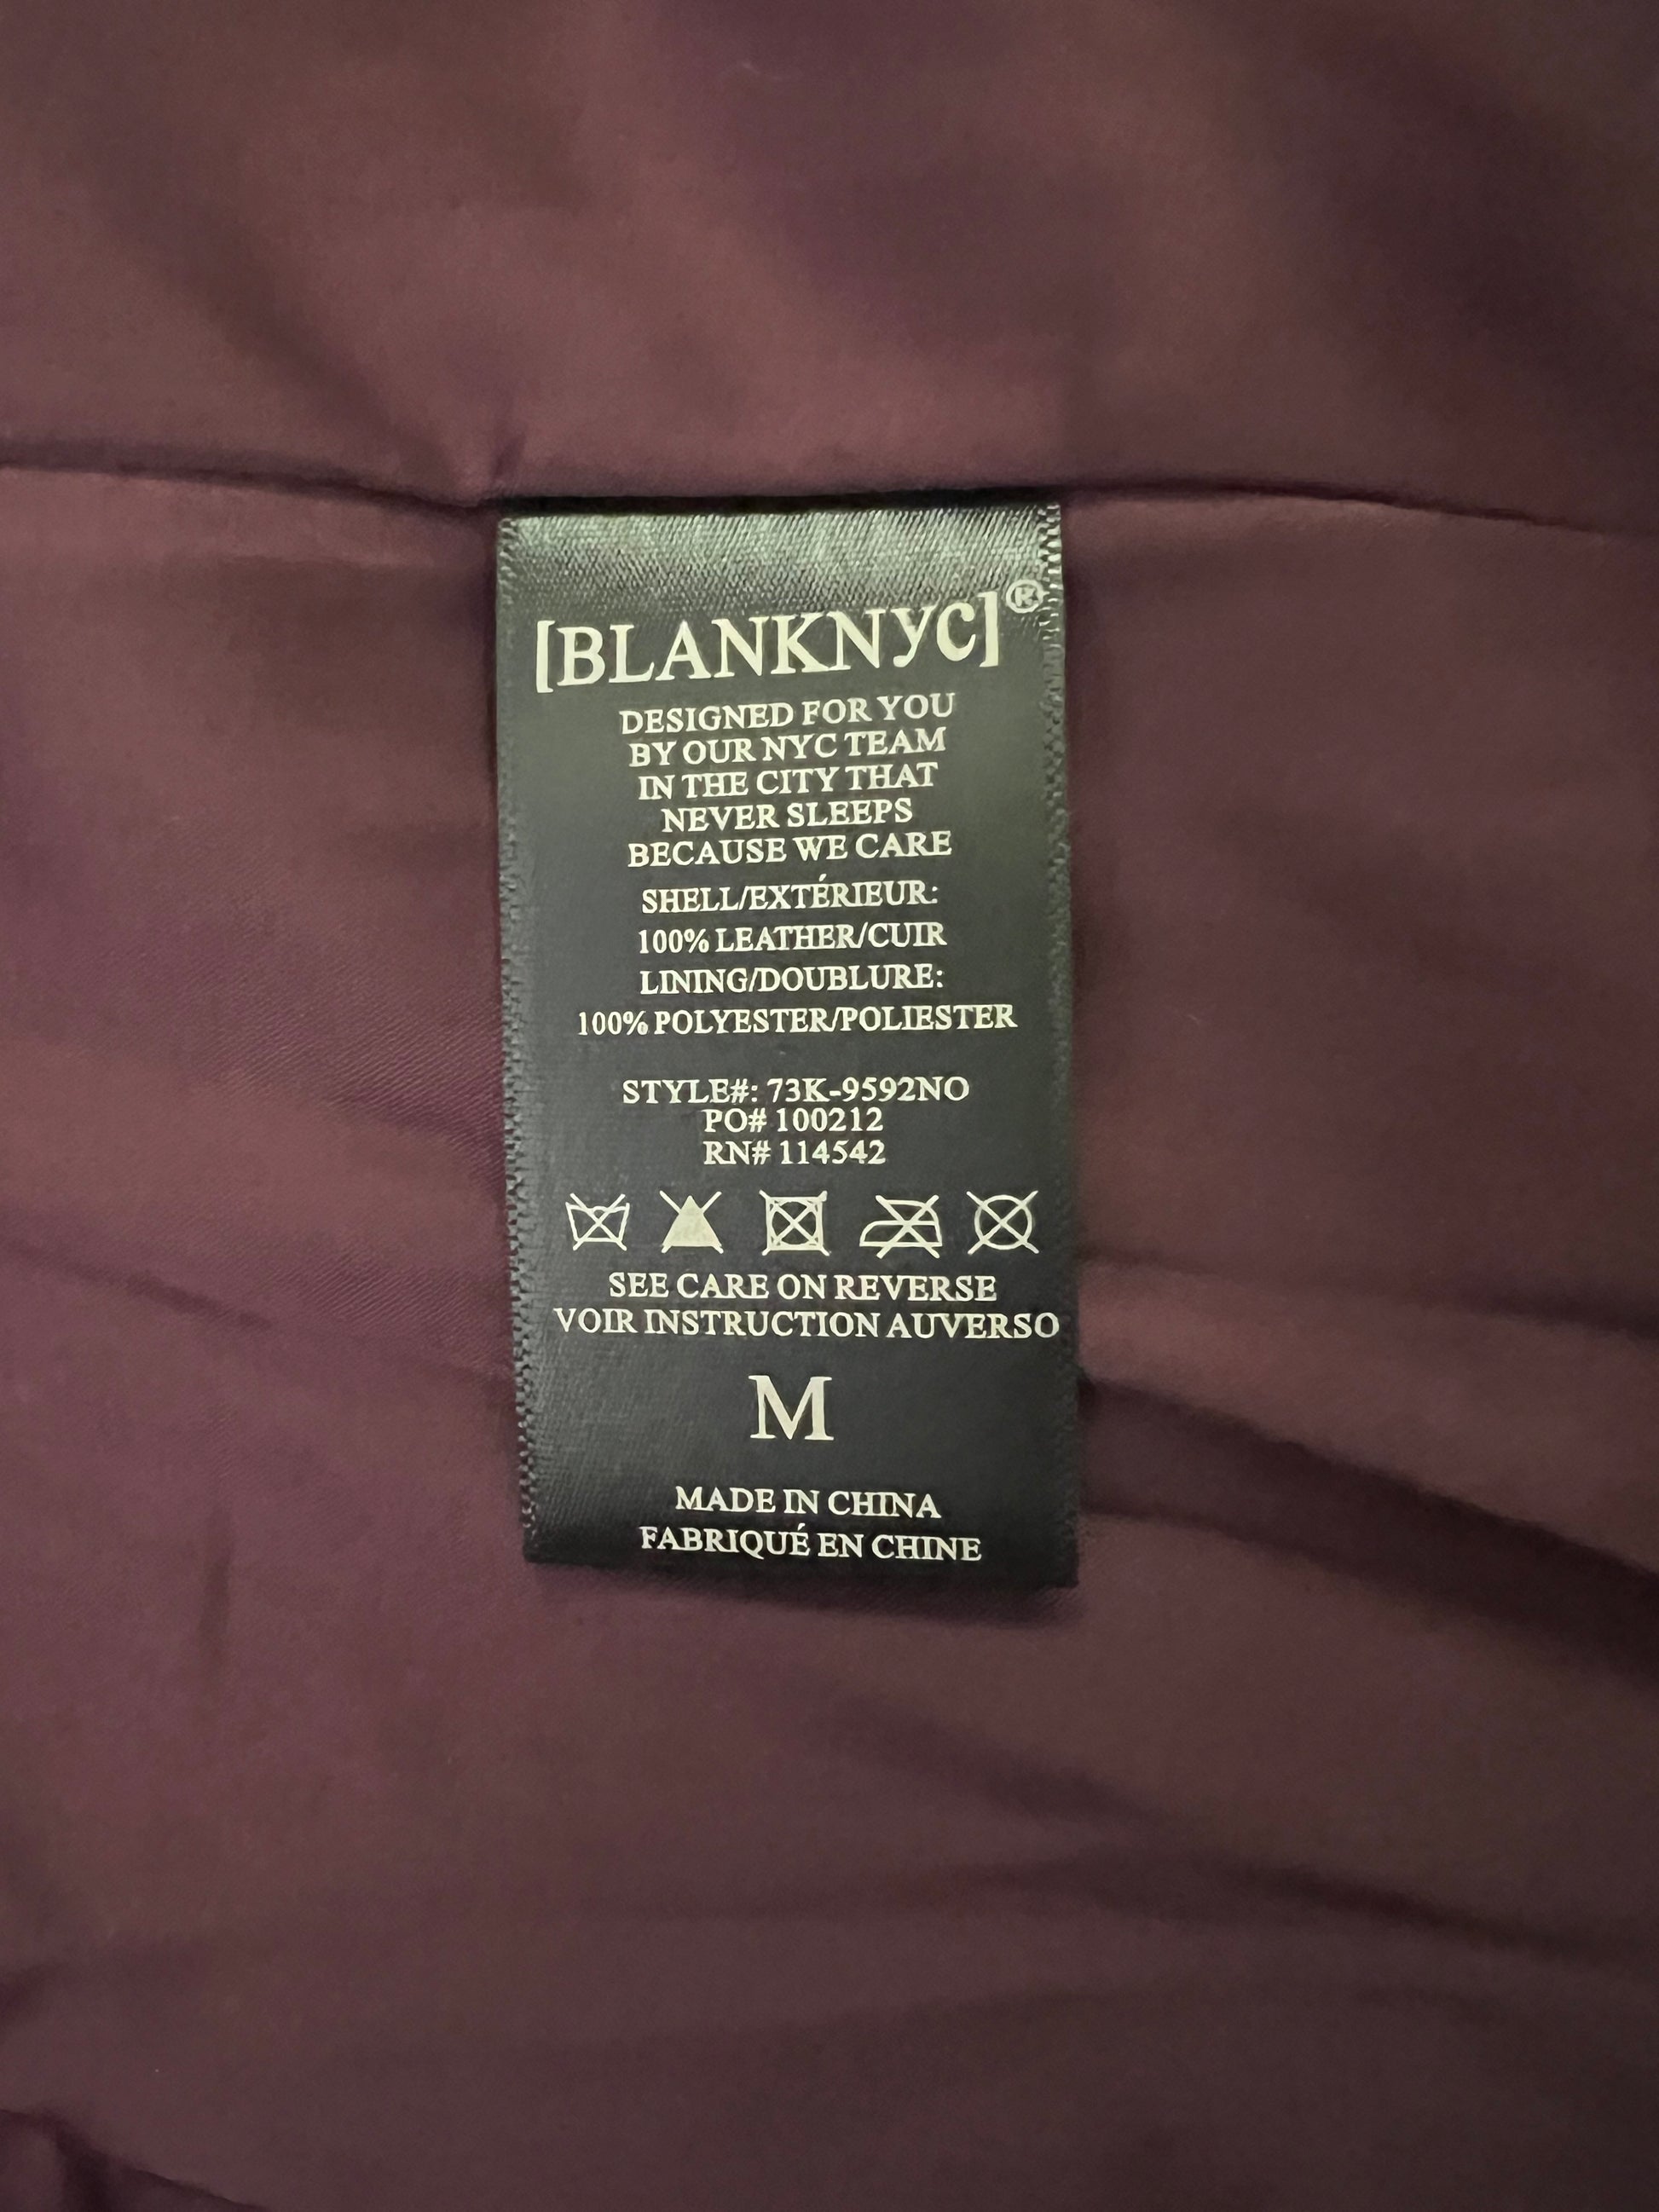 [BLANKNYC]®
DESIGNED FOR YOU
BY OUR NYC TEAM
IN THE CITY THAT
NEVER SLEEPS
BECAUSE WE CARE
SHELL/EXTÉRIEUR:
100% LEATHER/CUIR
LINING/DOUBLURE:
100% POLYESTER/POLIESTER
STYLE#: 73K-9592NO
PO# 100212
RN# 114542
SEE CARE ON REVERSE
VOIR INSTRUCTION AUVERSO
M
MADE IN CHINA
FABRIQUÉ EN CHINE